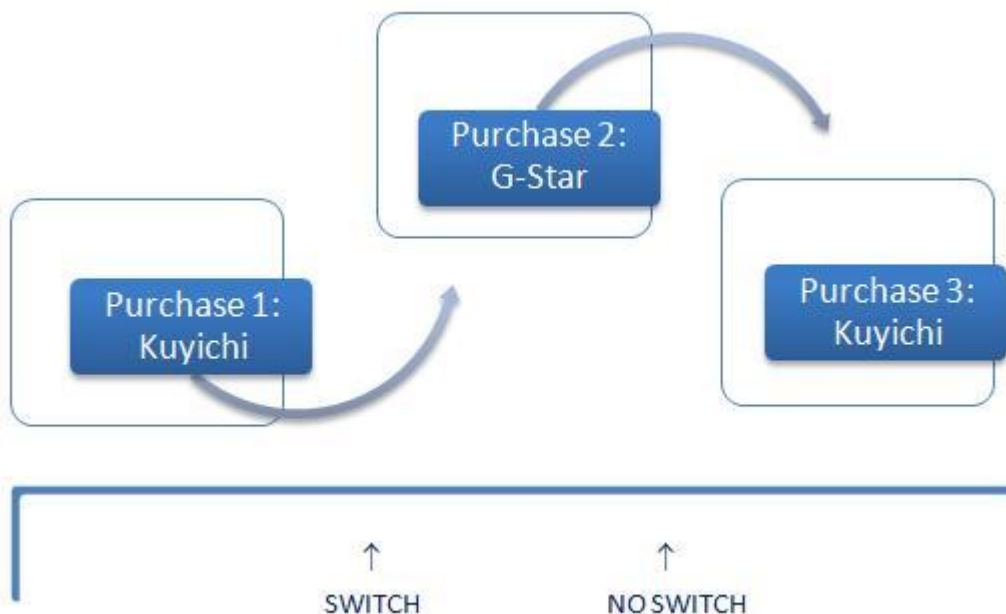 Purchase 1:
Kuyichi
Purchase 2:
G-Star
Purchase 3:
Kuyichi
↑ ↑
SWITCH NO SWITCH